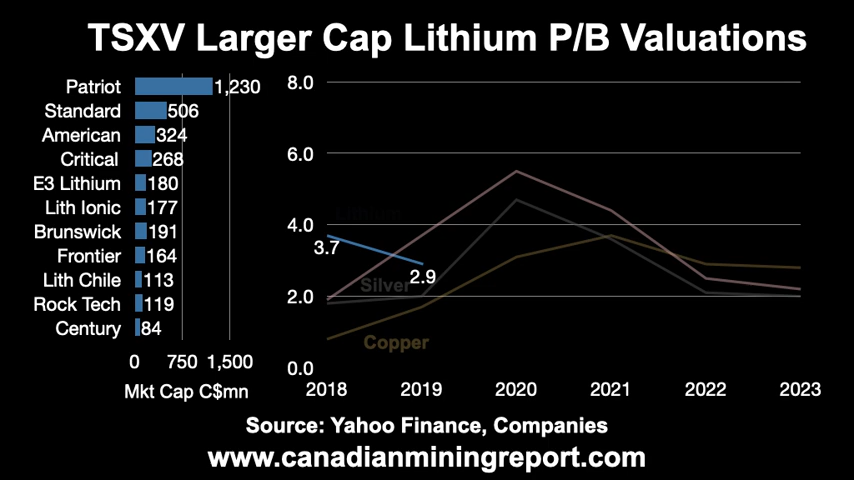 TSXV Larger Cap Lithium P/B Valuations
Patriot 1,230
Standard 506
American 324
Critical 268
E3 Lithium 180
Lith Ionic 177
Brunswick 191
Frontier 164
Lith Chile 113
Rock Tech 119
Century 84
0 750 1,500
Mkt Cap C$mn
8.0
6.0
4.0
2.0
0.0
Lithium
3.7
2.9
Silver
Copper
2018 2019 2020 2021 2022 2023
Source: Yahoo Finance, Companies
www.canadianminingreport.com